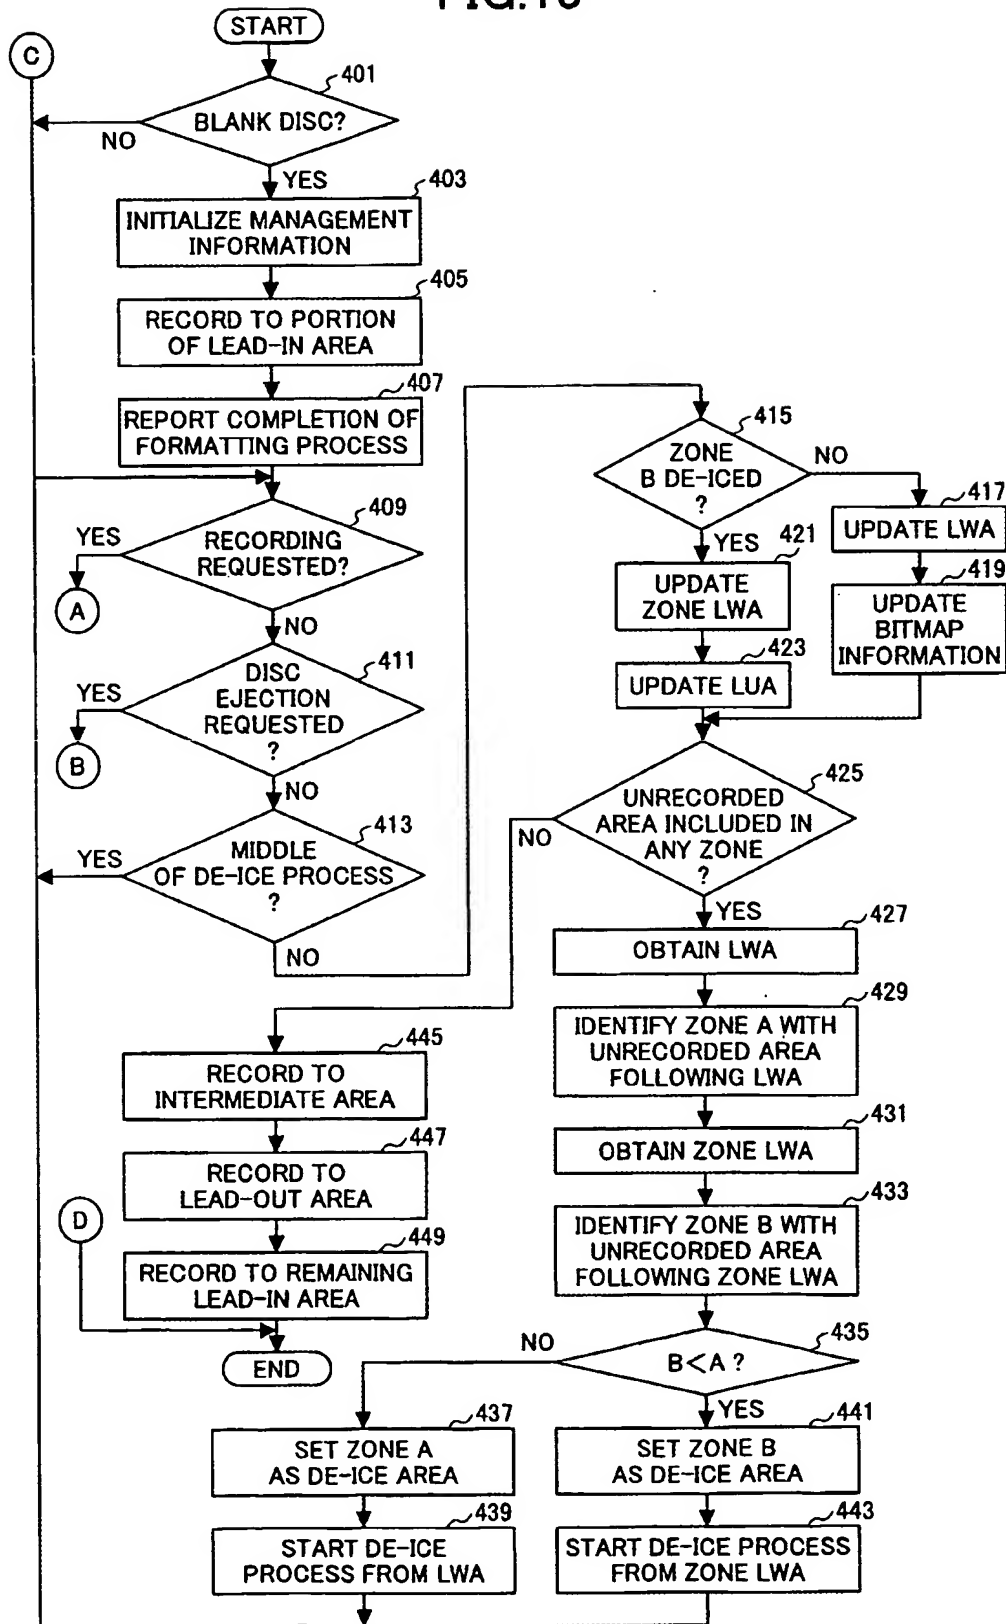 START
C
401
BLANK DISC?
NO
YES
403
INITIALIZE MANAGEMENT
INFORMATION
405
RECORD TO PORTION
OF LEAD-IN AREA
407
REPORT COMPLETION OF
FORMATTING PROCESS
409
RECORDING
REQUESTED?
YES
A
NO
411
DISC
EJECTION
REQUESTED
?
YES
B
NO
413
MIDDLE
OF DE-ICE PROCESS
?
YES
NO
415
ZONE
B DE-ICED
?
NO
417
UPDATE LWA
419
UPDATE
BITMAP
INFORMATION
YES
421
UPDATE
ZONE LWA
423
UPDATE LUA
425
UNRECORDED
AREA INCLUDED IN
ANY ZONE
?
NO
YES
427
OBTAIN LWA
429
IDENTIFY ZONE A WITH
UNRECORDED AREA
FOLLOWING LWA
431
OBTAIN ZONE LWA
433
IDENTIFY ZONE B WITH
UNRECORDED AREA
FOLLOWING ZONE LWA
435
B<A ?
NO
YES
445
RECORD TO
INTERMEDIATE AREA
447
RECORD TO
LEAD-OUT AREA
D
449
RECORD TO REMAINING
LEAD-IN AREA
END
437
SET ZONE A
AS DE-ICE AREA
439
START DE-ICE
PROCESS FROM LWA
441
SET ZONE B
AS DE-ICE AREA
443
START DE-ICE PROCESS
FROM ZONE LWA